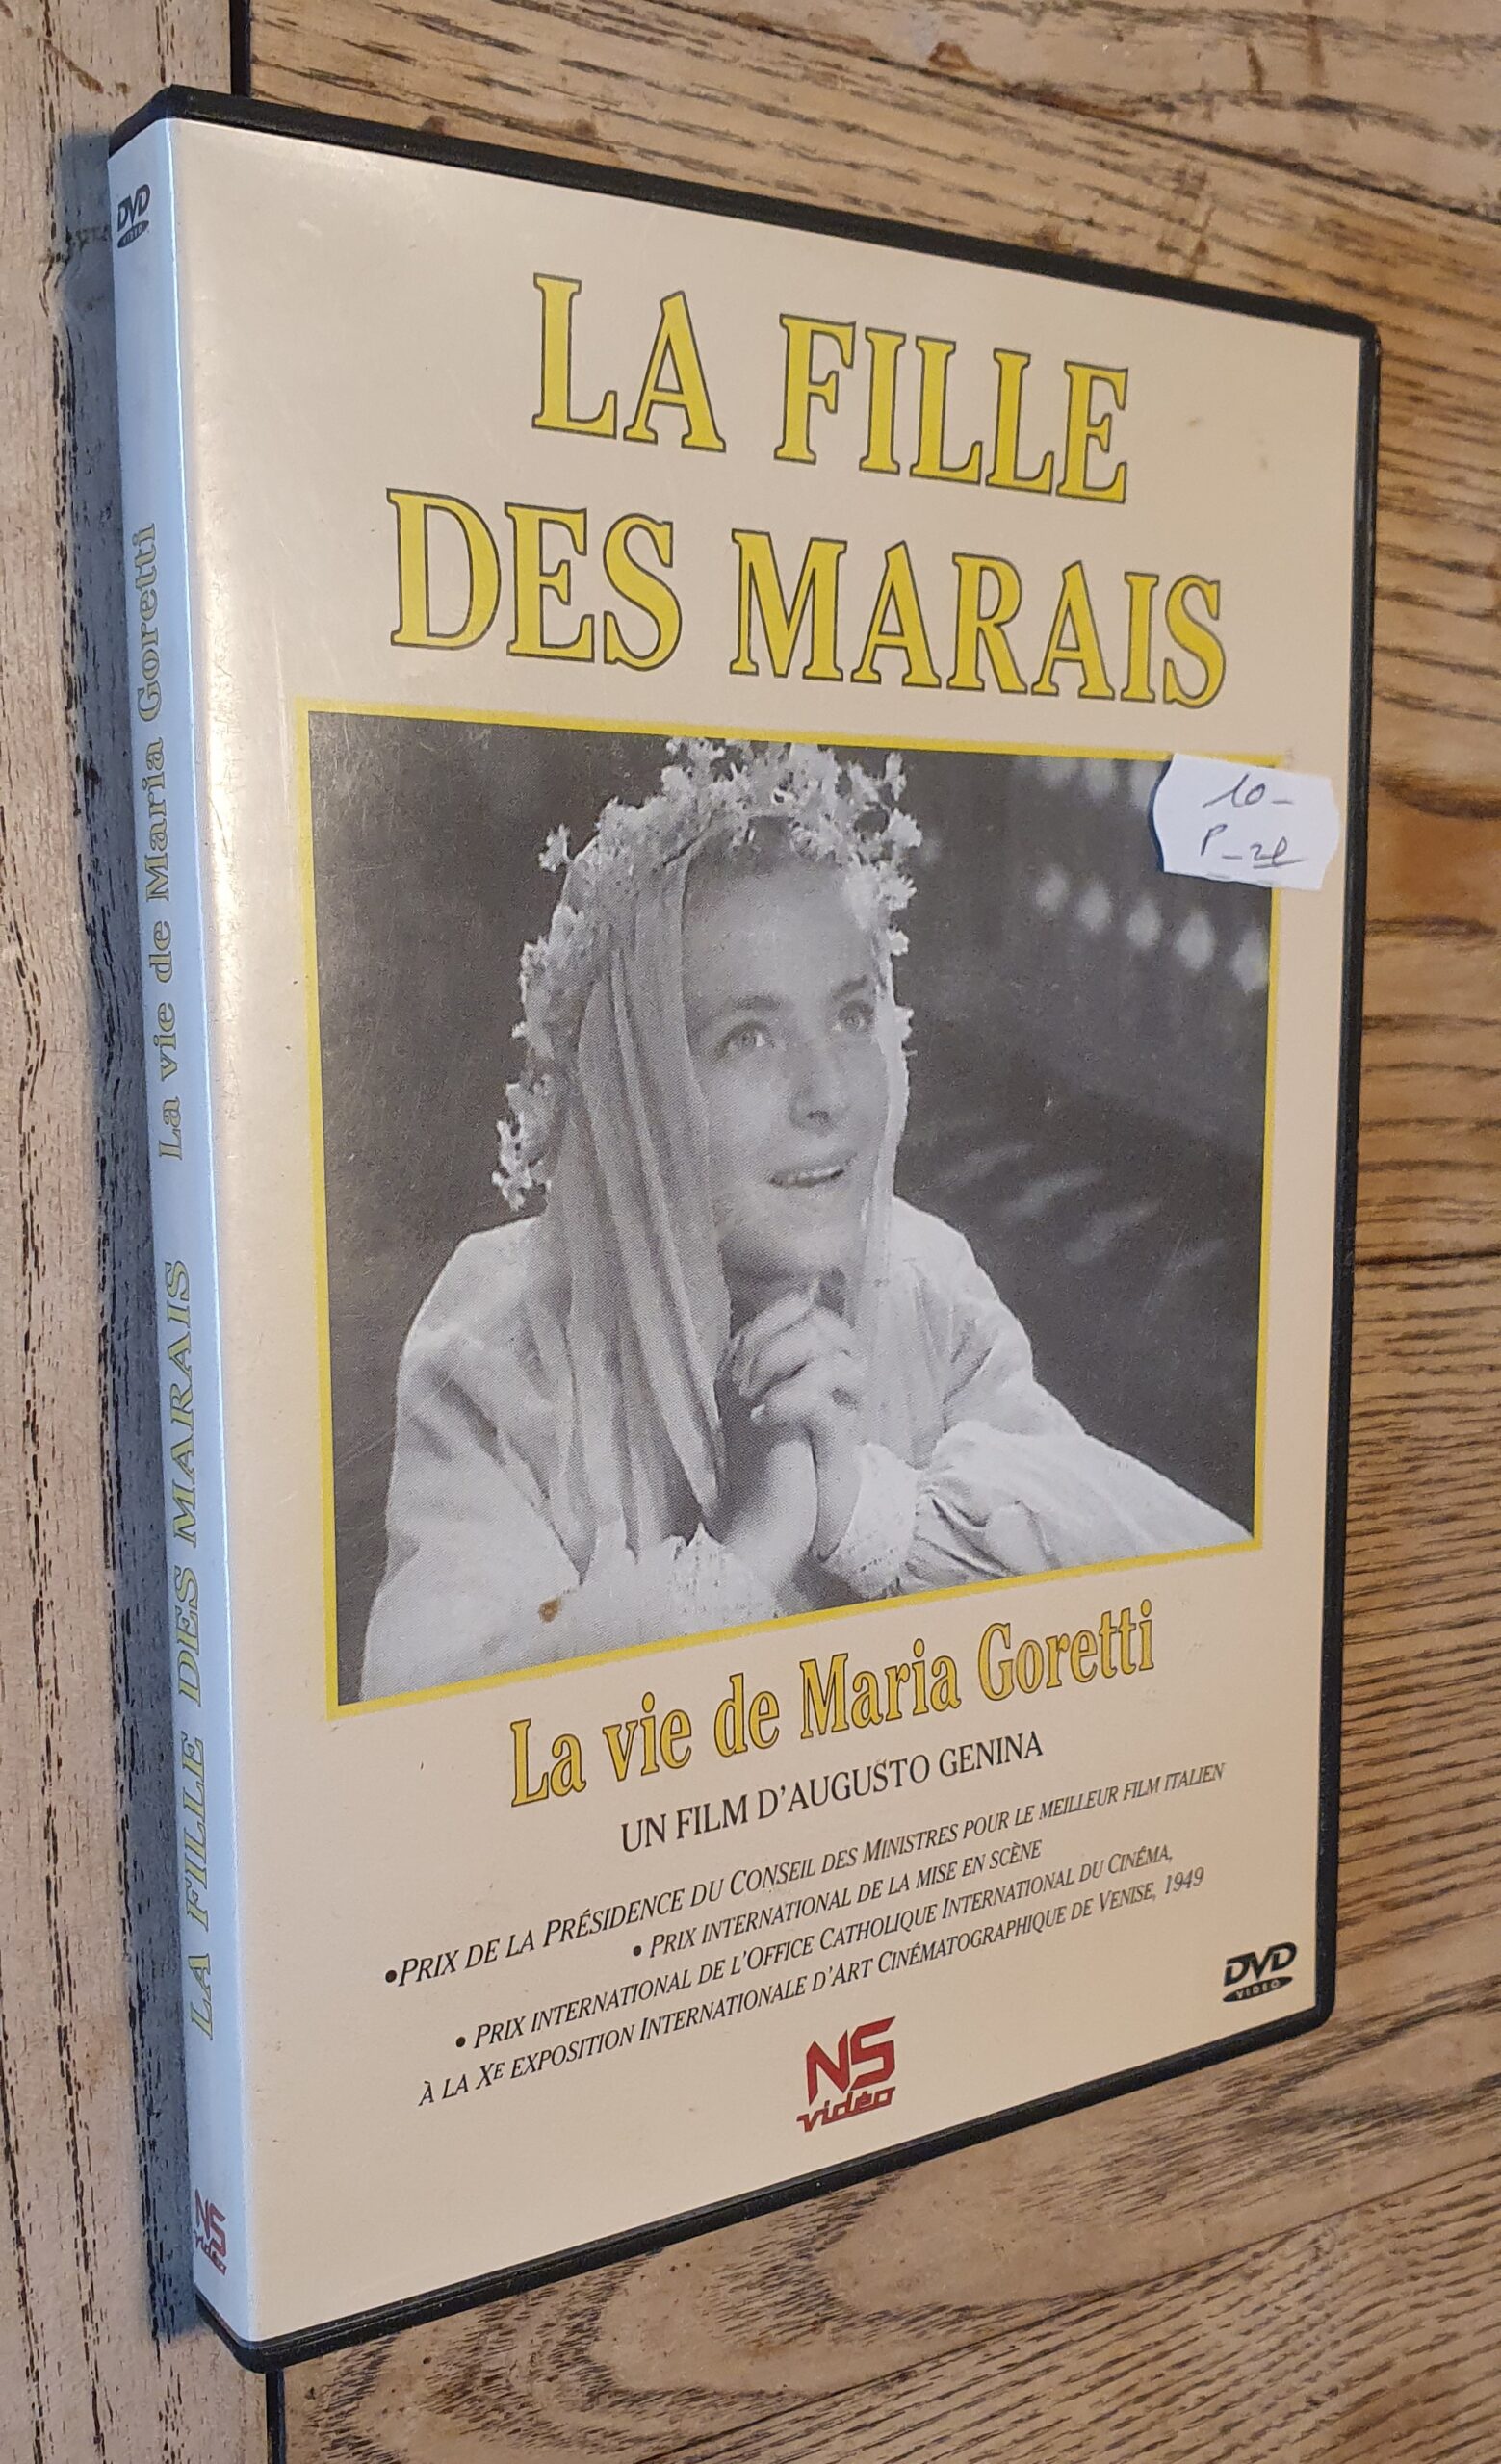 LA FILLE
DES MARAIS
10-
La vie de Maria Goretti
UN FILM D'AUGUSTO GENINA
•PRIX DE LA PRÉSIDENCE DU CONSEIL DES MINISTRES POUR LE MEILLEUR FILM ITALIEN
• PRIX INTERNATIONAL DE LA MISE EN SCÈNE
• PRIX INTERNATIONAL DE L'OFFICE CATHOLIQUE INTERNATIONAL DU CINÉMA,
À LA XE EXPOSITION INTERNATIONALE D'ART CINÉMATOGRAPHIQUE DE VENISE, 1949
DVD
VIDEO
NS
vidéo
DVD
VIDEO
LA FILLE DES MARAIS La vie de Maria Goretti
NS
vidéo